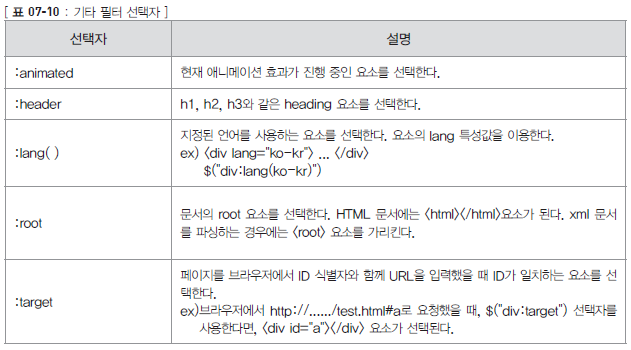 [ 표 07-10 : 기타 필터 선택자 ]
선택자 설명
:animated 현재 애니메이션 효과가 진행 중인 요소를 선택한다.
:header h1, h2, h3와 같은 heading 요소를 선택한다.
:lang( ) 지정된 언어를 사용하는 요소를 선택한다. 요소의 lang 특성값을 이용한다.
ex) <div lang="ko-kr"> ... </div>
$("div:lang(ko-kr)")
:root 문서의 root 요소를 선택한다. HTML 문서에는 <html></html>요소가 된다. xml 문서
를 파싱하는 경우에는 <root> 요소를 가리킨다.
:target 페이지를 브라우저에서 ID 식별자와 함께 URL을 입력했을 때 ID가 일치하는 요소를 선
택한다.
ex)브라우저에서 http://....../test.html#a로 요청했을 때, $("div:target") 선택자를
사용한다면, <div id="a"></div> 요소가 선택된다.